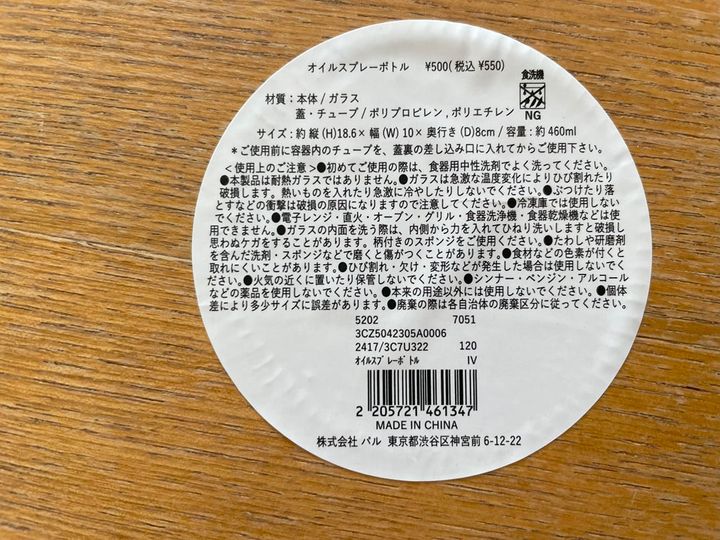 オイルスプレーボトル ¥500(税込 ¥550)
食洗機
NG
材質：本体/ガラス
蓋・チューブ/ポリプロピレン,ポリエチレン
サイズ：約 縦(H)18.6× 幅(W)10× 奥行き(D)8cm/容量：約 460ml
＊ご使用前に容器内のチューブを、蓋裏の差し込み口に入れてからご使用下さい。
<使用上のご注意>●初めてご使用の際は、食器用中性洗剤でよく洗ってください。
●本製品は耐熱ガラスではありません。●ガラスは急激な温度変化によりひび割れたり
破損します。熱いものを入れたり急激に冷やしたりしないでください。●ぶつけたり落
とすなどの衝撃は破損の原因になりますので注意してください。●冷凍庫では使用しない
でください。●電子レンジ・直火・オーブン・グリル・食器洗浄機・食器乾燥機などは使
用できません。●ガラスの内面を洗う際は、内側から力を入れてひねり洗いしますと破損し
思わぬケガをすることがあります。柄付きのスポンジをご使用ください。●たわしや研磨剤
を含んだ洗剤・スポンジなどで磨くと傷がつくことがあります。●食材などの色素が付くと
取れにくいことがあります。●ひび割れ・欠け・変形などが発生した場合は使用しないでく
ださい。●火気の近くに置いたり保管しないでください。●シンナー・ベンジン・アルコール
などの薬品を使用しないでください。●本来の用途以外には使用しないでください。●個体
差により多少サイズに誤差があります。●廃棄の際は各自治体の廃棄区分に従ってください。
5202 7051
3CZ5042305A0006
2417/3C7U322 120
ｵｲﾙｽﾌﾟﾚｰﾎﾞﾄﾙ IV
2 205721 461347
MADE IN CHINA
株式会社 パル 東京都渋谷区神宮前 6-12-22